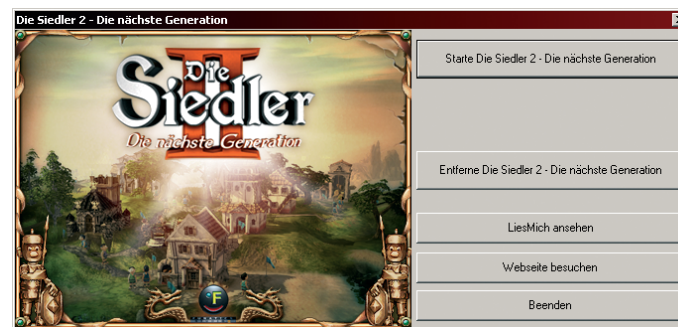 Die Siedler 2 - Die nächste Generation
Die
Siedler
II
Die nächste Generation
F
Starte Die Siedler 2 - Die nächste Generation
Entferne Die Siedler 2 - Die nächste Generation
LiesMich ansehen
Webseite besuchen
Beenden